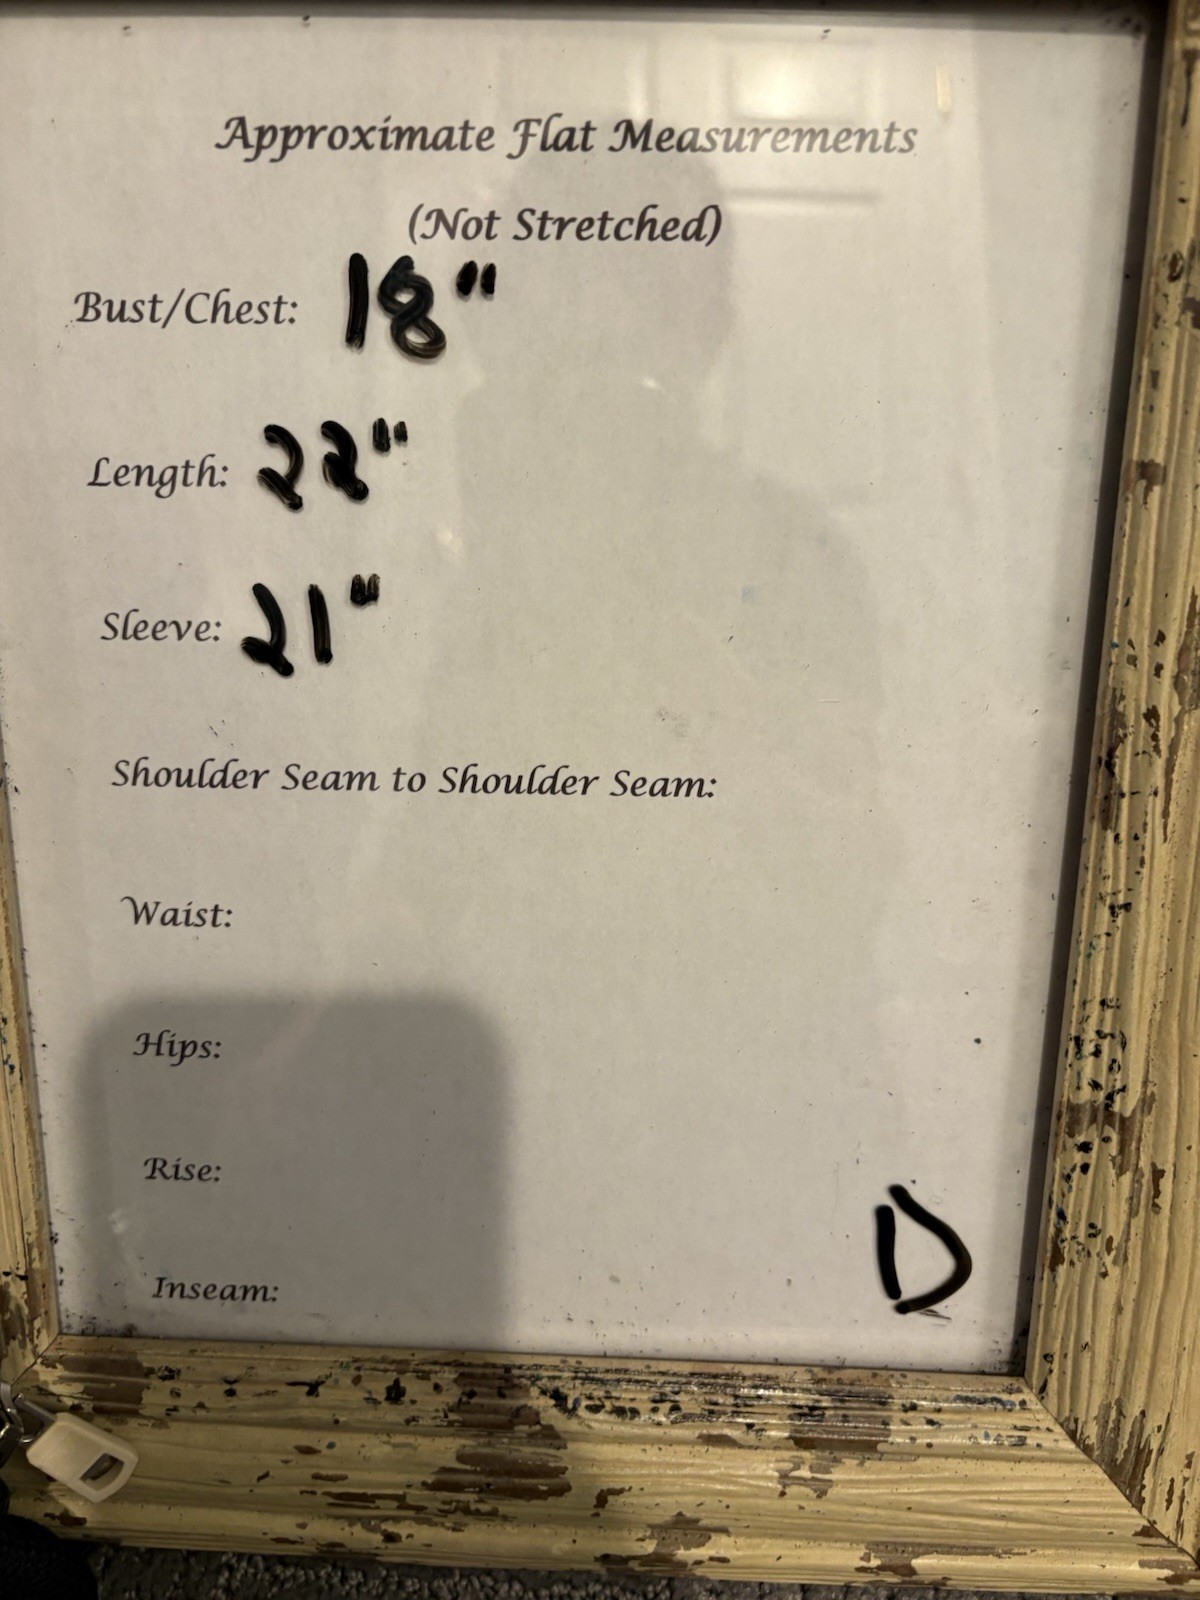 Approximate Flat Measurements
(Not Stretched)
Bust/Chest: 18"
Length: 22"
Sleeve: 21"
Shoulder Seam to Shoulder Seam:
Waist:
Hips:
Rise:
Inseam:
D